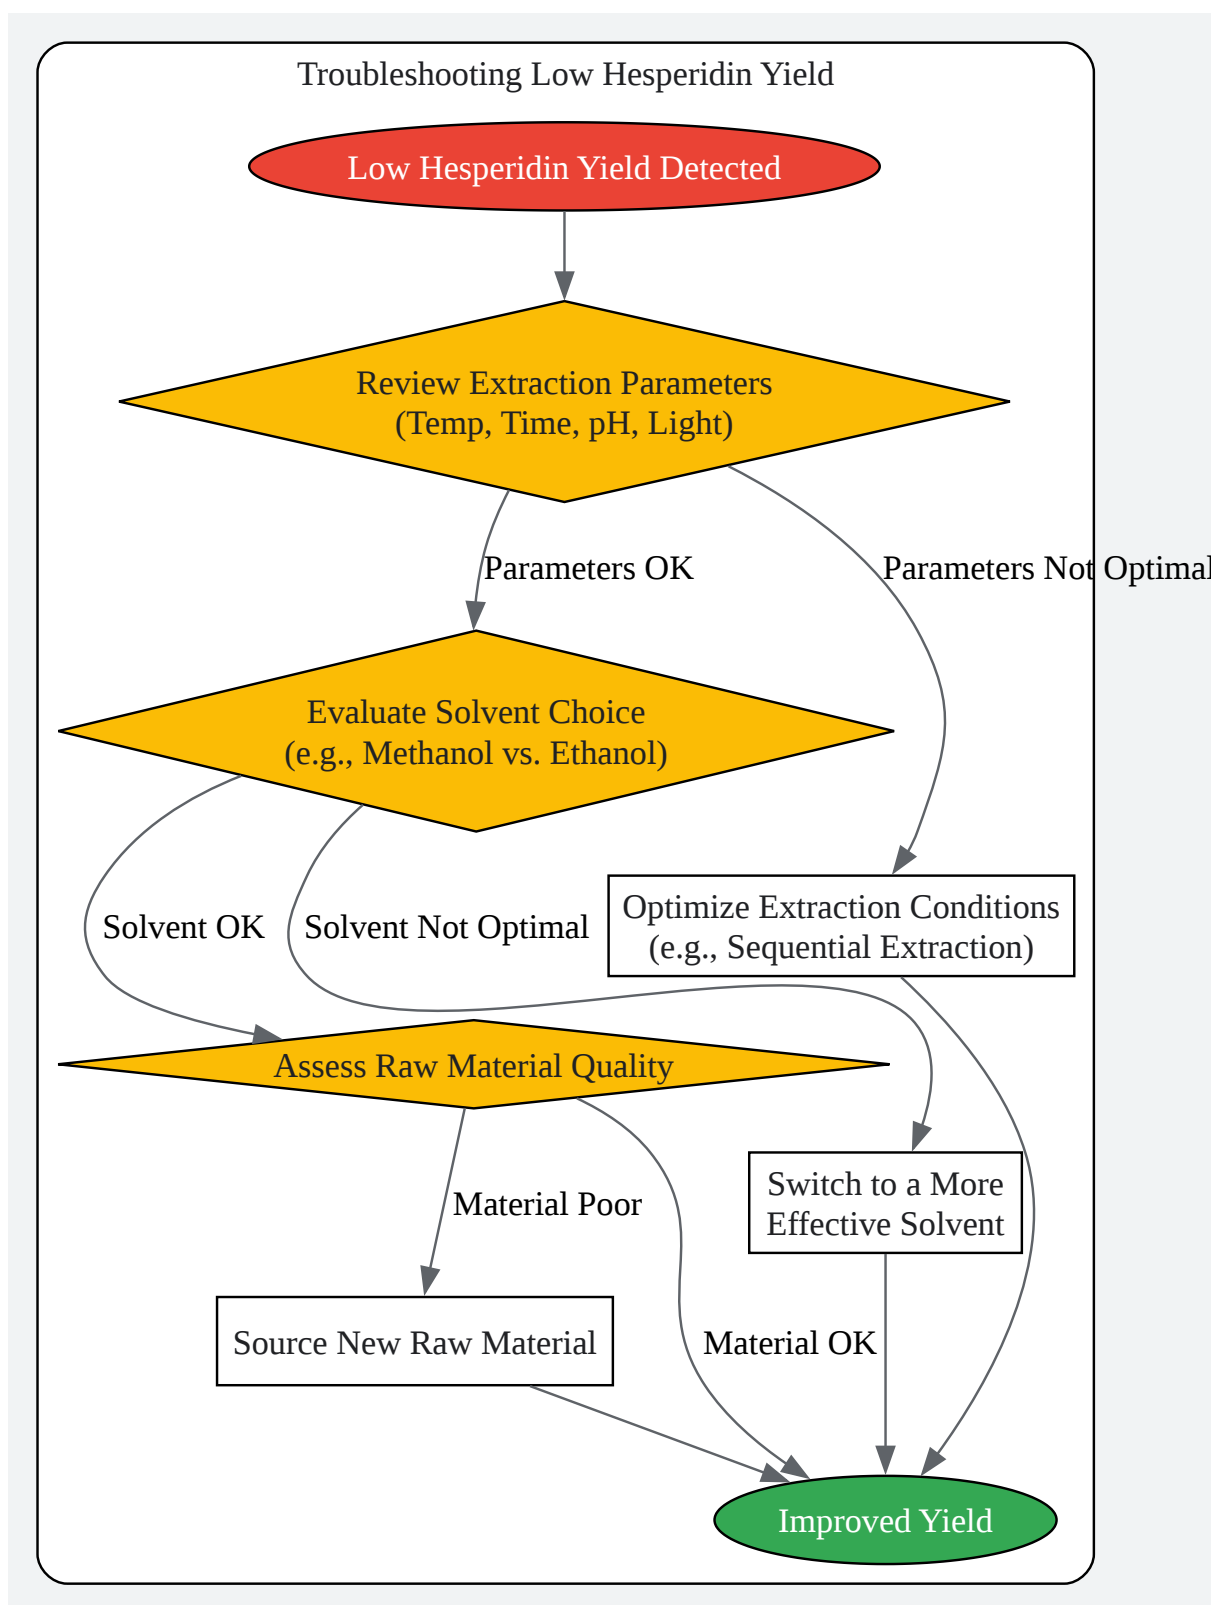 Troubleshooting Low Hesperidin Yield
Low Hesperidin Yield Detected
Review Extraction Parameters
(Temp, Time, pH, Light)
Parameters OK
Parameters Not Optimal
Evaluate Solvent Choice
(e.g., Methanol vs. Ethanol)
Solvent OK
Solvent Not Optimal
Optimize Extraction Conditions
(e.g., Sequential Extraction)
Assess Raw Material Quality
Material Poor
Switch to a More
Effective Solvent
Source New Raw Material
Material OK
Improved Yield